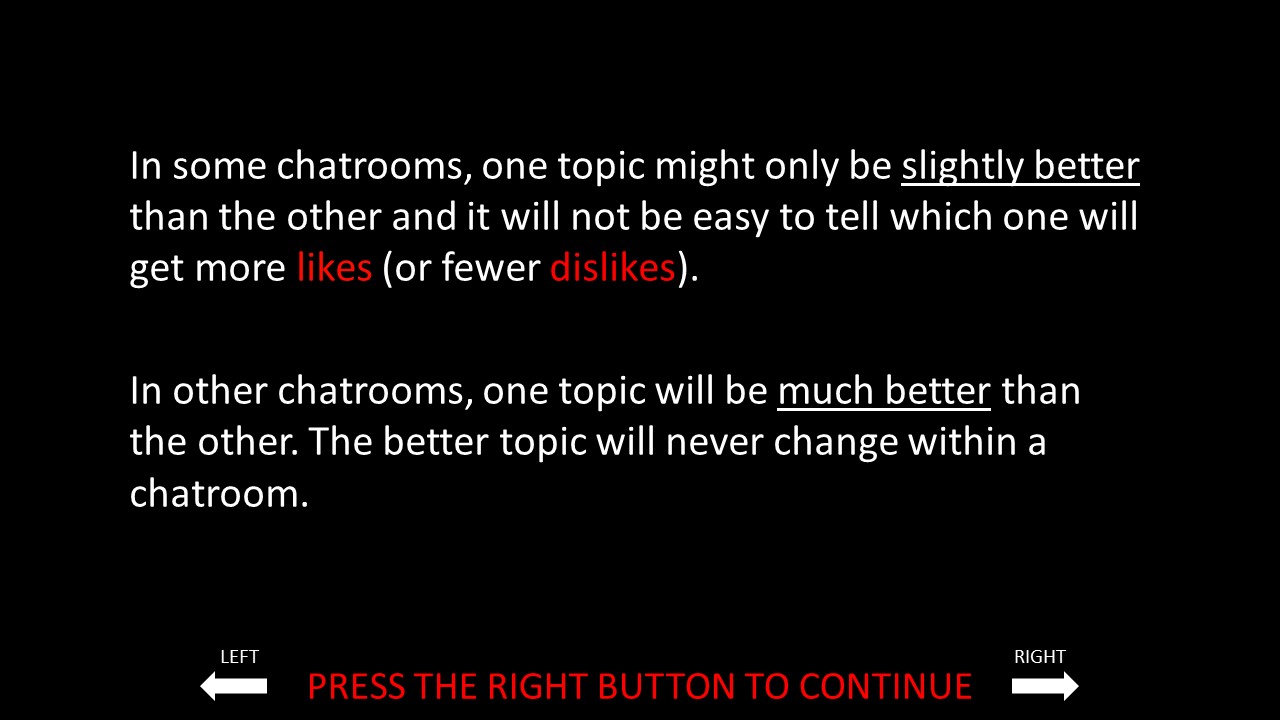 In some chatrooms, one topic might only be slightly better
than the other and it will not be easy to tell which one will
get more likes (or fewer dislikes).
In other chatrooms, one topic will be much better than
the other. The better topic will never change within a
chatroom.
LEFT
RIGHT
PRESS THE RIGHT BUTTON TO CONTINUE